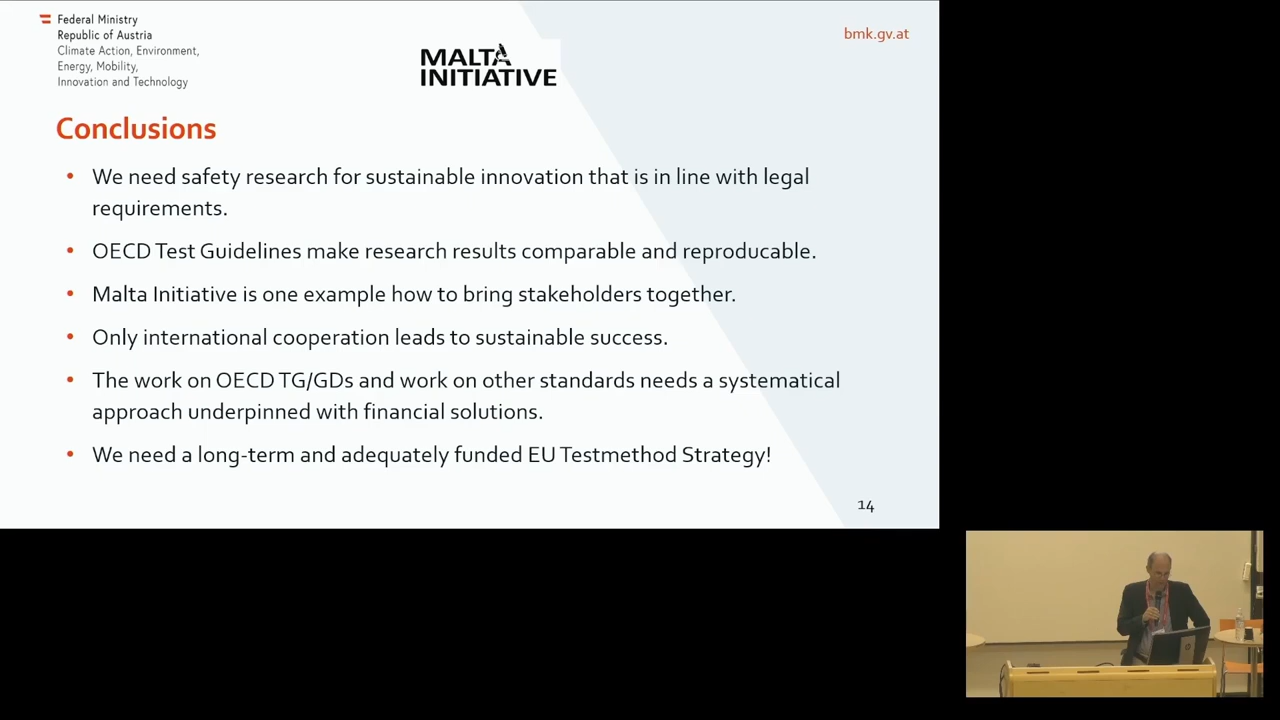 Federal Ministry
Republic of Austria
Climate Action, Environment,
Energy, Mobility,
Innovation and Technology
MALTA
INITIATIVE
bmk.gv.at
Conclusions
• We need safety research for sustainable innovation that is in line with legal
requirements.
• OECD Test Guidelines make research results comparable and reproducable.
• Malta Initiative is one example how to bring stakeholders together.
• Only international cooperation leads to sustainable success.
• The work on OECD TG/GDs and work on other standards needs a systematical
approach underpinned with financial solutions.
• We need a long-term and adequately funded EU Testmethod Strategy!
14